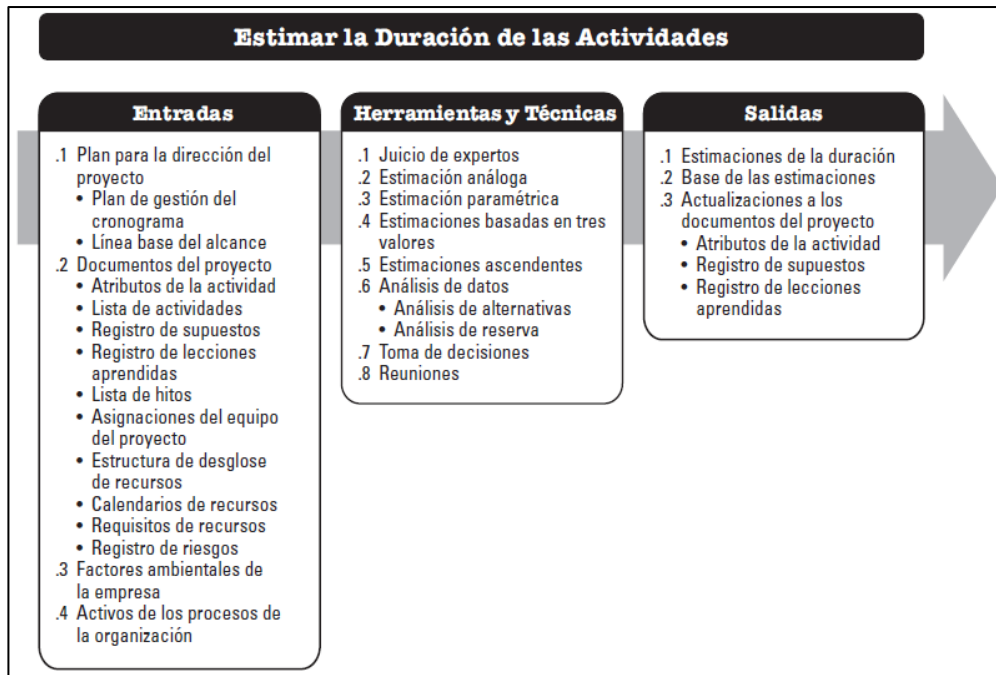 Estimar la Duración de las Actividades
Entradas
.1 Plan para la dirección del
proyecto
• Plan de gestión del
cronograma
• Línea base del alcance
.2 Documentos del proyecto
• Atributos de la actividad
• Lista de actividades
• Registro de supuestos
• Registro de lecciones
aprendidas
• Lista de hitos
• Asignaciones del equipo
del proyecto
• Estructura de desglose
de recursos
• Calendarios de recursos
• Requisitos de recursos
• Registro de riesgos
.3 Factores ambientales de
la empresa
.4 Activos de los procesos de
la organización
Herramientas y Técnicas
.1 Juicio de expertos
.2 Estimación análoga
.3 Estimación paramétrica
.4 Estimaciones basadas en tres
valores
.5 Estimaciones ascendentes
.6 Análisis de datos
• Análisis de alternativas
• Análisis de reserva
.7 Toma de decisiones
.8 Reuniones
Salidas
.1 Estimaciones de la duración
.2 Base de las estimaciones
.3 Actualizaciones a los
documentos del proyecto
• Atributos de la actividad
• Registro de supuestos
• Registro de lecciones
aprendidas